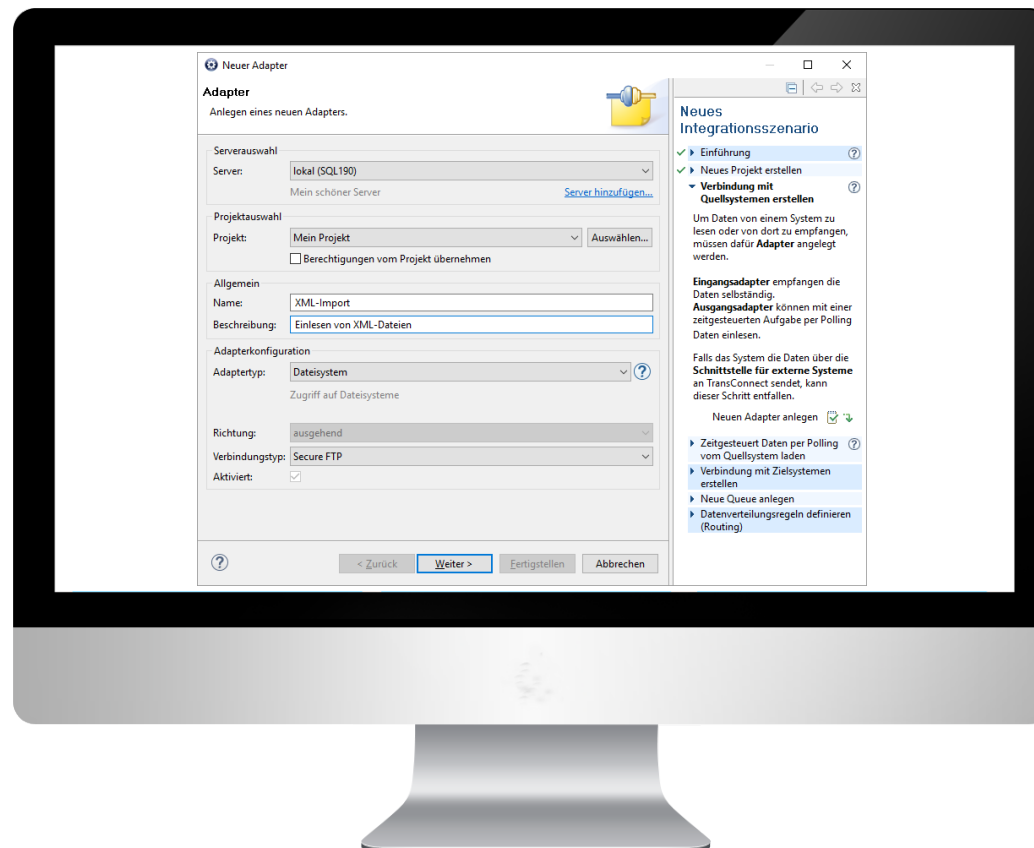 Neuer Adapter
Adapter
Anlegen eines neuen Adapters.
Serverauswahl
Server: lokal (SQL190)
Mein schöner Server Server hinzufügen...
Projektauswahl
Projekt: Mein Projekt Auswählen...
Berechtigungen vom Projekt übernehmen
Allgemein
Name: XML-Import
Beschreibung: Einlesen von XML-Dateien
Adapterkonfiguration
Adaptertyp: Dateisystem
Zugriff auf Dateisysteme
Richtung: ausgehend
Verbindungstyp: Secure FTP
Aktiviert:
< Zurück Weiter > Fertigstellen Abbrechen
Neues
Integrationsszenario
Einführung
Neues Projekt erstellen
Verbindung mit
Quellsystemen erstellen
Um Daten von einem System zu
lesen oder von dort zu empfangen,
müssen dafür Adapter angelegt
werden.
Eingangsadapter empfangen die
Daten selbständig.
Ausgangsadapter können mit einer
zeitgesteuerten Aufgabe per Polling
Daten einlesen.
Falls das System die Daten über die
Schnittstelle für externe Systeme
an TransConnect sendet, kann
dieser Schritt entfallen.
Neuen Adapter anlegen
Zeitgesteuert Daten per Polling
vom Quellsystem laden
Verbindung mit Zielsystemen
erstellen
Neue Queue anlegen
Datenverteilungsregeln definieren
(Routing)